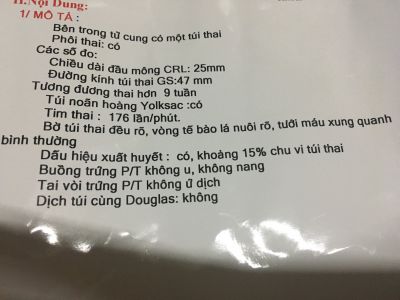 II.Nội Dung:
1/ MÔ TẢ :
Bên trong tử cung có một túi thai
Phôi thai: có
Các số đo:
Chiều dài đầu mông CRL: 25mm
Đường kính túi thai GS:47 mm
Tương đương thai hơn 9 tuần
Túi noãn hoàng Yolksac :có
Tim thai : 176 lần/phút.
Bờ túi thai đều rõ, vòng tế bào lá nuôi rõ, tưới máu xung quanh
bình thường
Dấu hiệu xuất huyết : có, khoảng 15% chu vi túi thai
Buồng trứng P/T không u, không nang
Tai vòi trứng P/T không ứ dịch
Dịch túi cùng Douglas: không